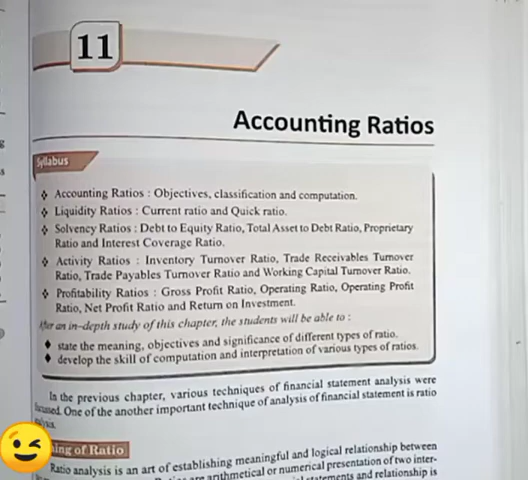 11
Accounting Ratios
Syllabus
❖ Accounting Ratios : Objectives, classification and computation.
❖ Liquidity Ratios : Current ratio and Quick ratio.
❖ Solvency Ratios : Debt to Equity Ratio, Total Asset to Debt Ratio, Proprietary
Ratio and Interest Coverage Ratio.
❖ Activity Ratios : Inventory Turnover Ratio, Trade Receivables Turnover
Ratio, Trade Payables Turnover Ratio and Working Capital Turnover Ratio.
❖ Profitability Ratios : Gross Profit Ratio, Operating Ratio, Operating Profit
Ratio, Net Profit Ratio and Return on Investment.
After an in-depth study of this chapter, the students will be able to :
◆ state the meaning, objectives and significance of different types of ratio.
◆ develop the skill of computation and interpretation of various types of ratios.
In the previous chapter, various techniques of financial statement analysis were
One of the another important technique of analysis of financial statement is ratio
of Ratio
Ratio analysis is an art of establishing meaningful and logical relationship between
arithmetical or numerical presentation of two inter-
statements and relationship is